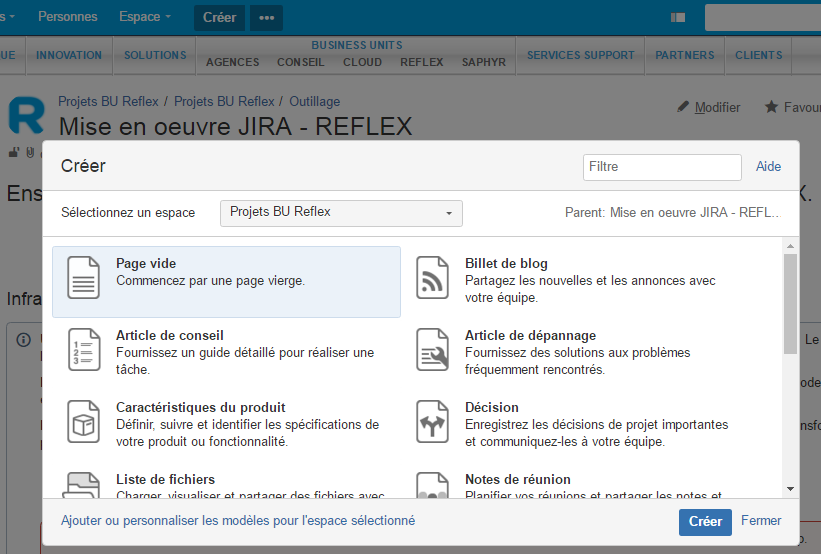 Personnes Espace Créer •••
UE INNOVATION SOLUTIONS BUSINESS UNITS SERVICES SUPPORT PARTNERS CLIENTS
AGENCES CONSEIL CLOUD REFLEX SAPHYR
Projets BU Reflex / Projets BU Reflex / Outillage
Mise en oeuvre JIRA - REFLEX
Modifier Favou
Créer
Filtre
Aide
Ens
X.
Sélectionnez un espace
Projets BU Reflex
Parent: Mise en oeuvre JIRA - REFL...
Page vide
Commencez par une page vierge.
Billet de blog
Partagez les nouvelles et les annonces avec
votre équipe.
Infra
Article de conseil
Fournissez un guide détaillé pour réaliser une
tâche.
Article de dépannage
Fournissez des solutions aux problèmes
fréquemment rencontrés.
Le
ode
Caractéristiques du produit
Définir, suivre et identifier les spécifications de
votre produit ou fonctionnalité.
Décision
Enregistrez les décisions de projet importantes
et communiquez-les à votre équipe.
nsfo
Liste de fichiers
Charger, visualiser et partager des fichiers avec
Notes de réunion
Planifier vos réunions et partager les notes et
Ajouter ou personnaliser les modèles pour l'espace sélectionné
Créer
Fermer